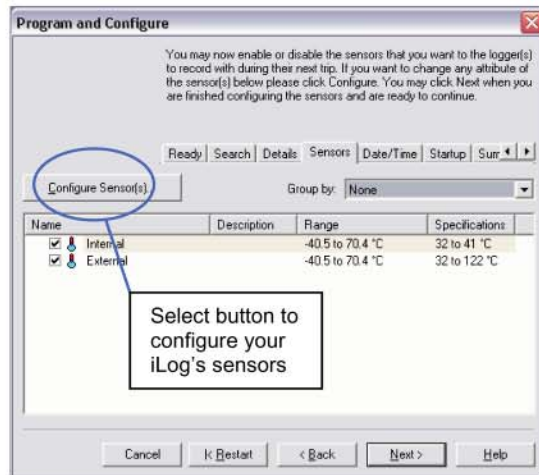 Program and Configure
You may now enable or disable the sensors that you want to the logger(s)
to record with during their next trip. If you want to change any attribute of
the sensor(s) below please click Configure. You may click Next when you
are finished configuring the sensors and are ready to continue.
Ready Search Details Sensors Date/Time Startup Sum
Configure Sensor(s) Group by: None
Name Description Range Specifications
Internal -40.5 to 70.4 °C 32 to 41 °C
External -40.5 to 70.4 °C 32 to 122 °C
Select button to
configure your
iLog's sensors
Cancel |< Restart < Back Next > Help